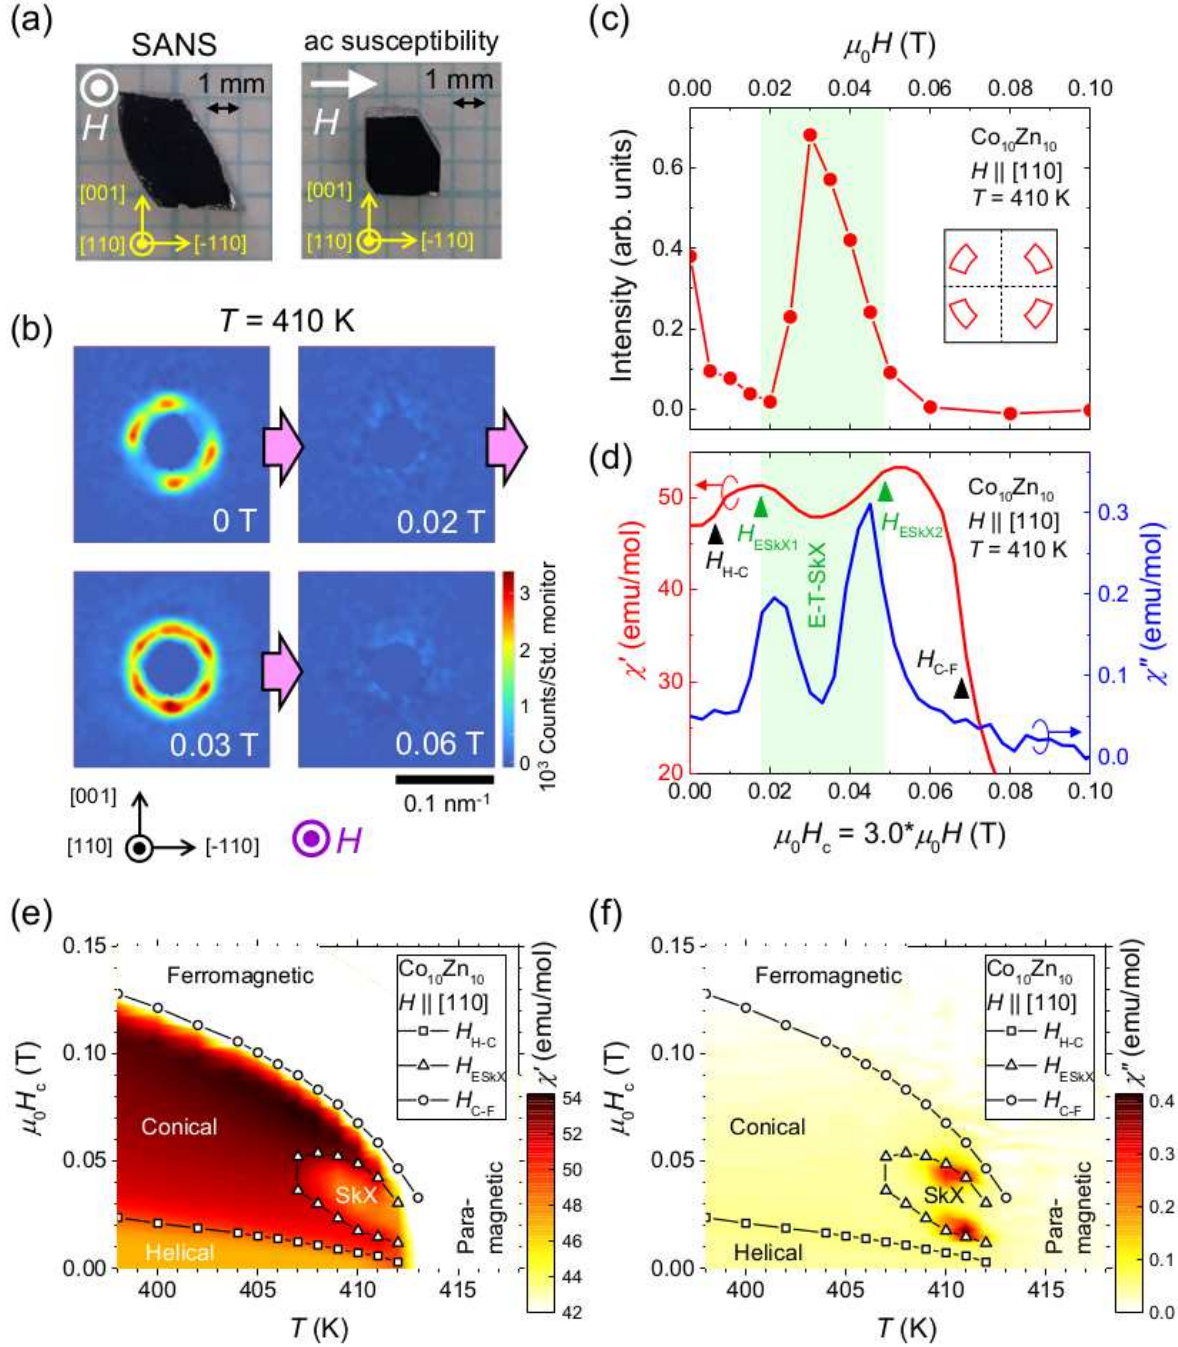 (a)
SANS
ac susceptibility
1 mm
H
[001]
[110]
[-110]
1 mm
H
[001]
[110]
[-110]
(b)
T = 410 K
0 T
0.02 T
0.03 T
0.06 T
3
2
1
0
10³ Counts/Std. monitor
0.1 nm⁻¹
[001]
[110]
[-110]
H
(c)
μ₀H (T)
0.00 0.02 0.04 0.06 0.08 0.10
Intensity (arb. units)
0.6
0.4
0.2
0.0
Co₁₀Zn₁₀
H || [110]
T = 410 K
(d)
χ′ (emu/mol)
50
40
30
20
Co₁₀Zn₁₀
H || [110]
T = 410 K
H_ESkX1
H_ESkX2
H_H-C
E-T-SkX
H_C-F
0.3
0.2
0.1
0.0
χ″ (emu/mol)
0.00 0.02 0.04 0.06 0.08 0.10
μ₀H_c = 3.0*μ₀H (T)
(e)
μ₀H_c (T)
0.15
0.10
0.05
0.00
Ferromagnetic
Conical
SkX
Helical
Para-
magnetic
Co₁₀Zn₁₀
H || [110]
H_H-C
H_ESkX
H_C-F
χ′ (emu/mol)
54
52
50
48
46
44
42
400 405 410 415
T (K)
(f)
μ₀H_c (T)
0.15
0.10
0.05
0.00
Ferromagnetic
Conical
SkX
Helical
Para-
magnetic
Co₁₀Zn₁₀
H || [110]
H_H-C
H_ESkX
H_C-F
χ″ (emu/mol)
0.4
0.3
0.2
0.1
0.0
400 405 410 415
T (K)